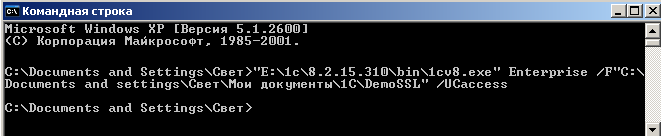 Командная строка
Microsoft Windows XP [Версия 5.1.2600]
(C) Корпорация Майкрософт, 1985-2001.
C:\Documents and Settings\Свет>"E:\1c\8.2.15.310\bin\1cv8.exe" Enterprise /F"C:\
Documents and settings\Свет\Мои документы\1C\DemoSSL" /UCaccess
C:\Documents and Settings\Свет>